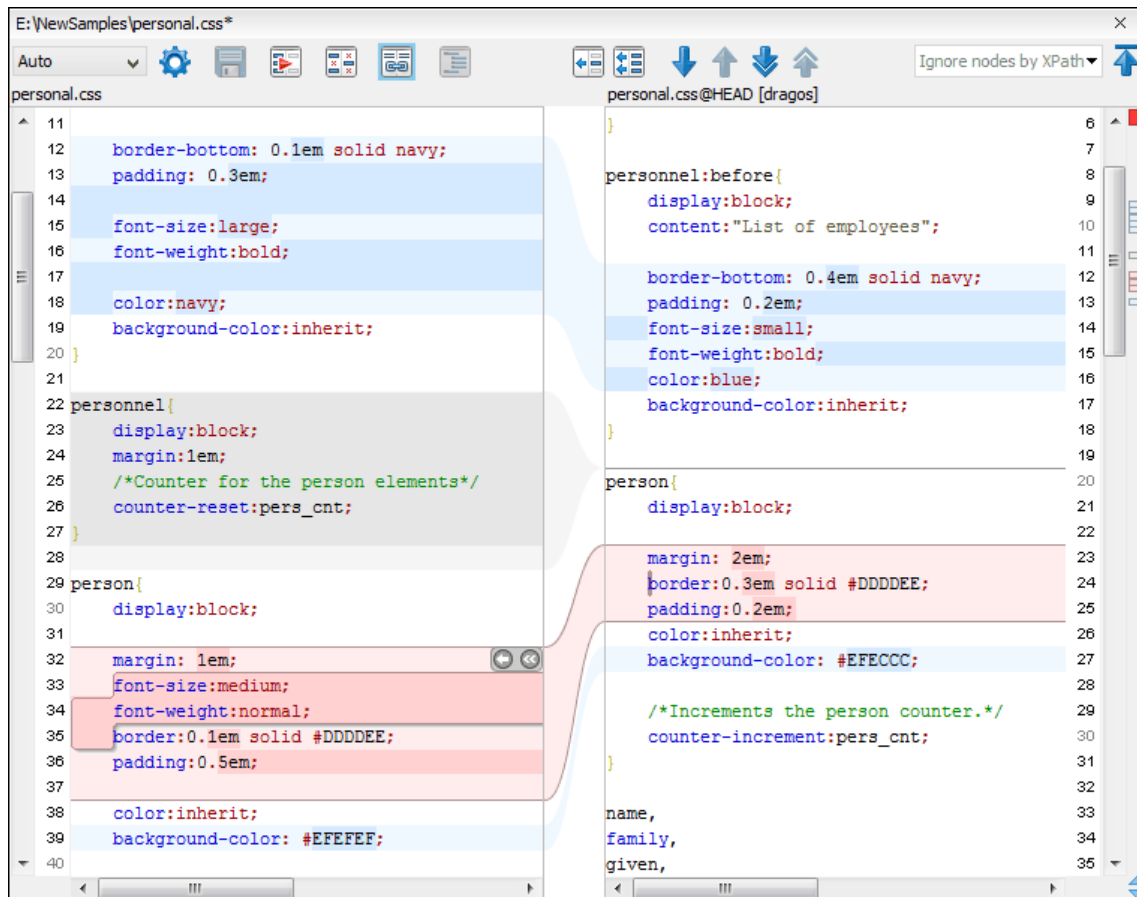 E:\NewSamples\personal.css*
Auto
Ignore nodes by XPath
personal.css
personal.css@HEAD [dragos]
11
12 border-bottom: 0.1em solid navy;
13 padding: 0.3em;
14
15 font-size:large;
16 font-weight:bold;
17
18 color:navy;
19 background-color:inherit;
20 }
21
22 personnel{
23 display:block;
24 margin:1em;
25 /*Counter for the person elements*/
26 counter-reset:pers_cnt;
27 }
28
29 person{
30 display:block;
31
32 margin: 1em;
33 font-size:medium;
34 font-weight:normal;
35 border:0.1em solid #DDDDEE;
36 padding:0.5em;
37
38 color:inherit;
39 background-color: #EFEFEF;
40
} 6
7
personnel:before{ 8
display:block; 9
content:"List of employees"; 10
11
border-bottom: 0.4em solid navy; 12
padding: 0.2em; 13
font-size:small; 14
font-weight:bold; 15
color:blue; 16
background-color:inherit; 17
} 18
19
person{ 20
display:block; 21
22
margin: 2em; 23
border:0.3em solid #DDDDEE; 24
padding:0.2em; 25
color:inherit; 26
background-color: #EFECCC; 27
28
/*Increments the person counter.*/ 29
counter-increment:pers_cnt; 30
} 31
32
name, 33
family, 34
given, 35